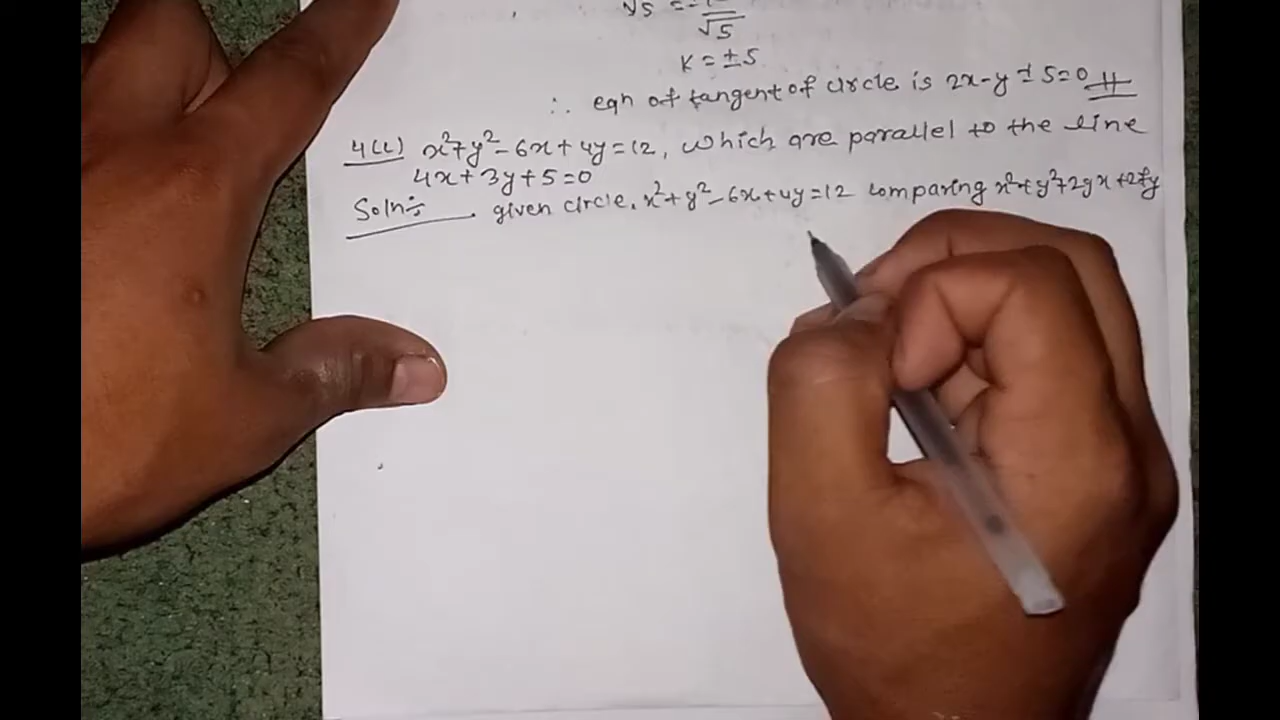 √5 = 
√5
K = ±5
∴ eqn of tangent of circle is 2x-y ± 5=0
4(c) x²+y²-6x+4y=12, which are parallel to the line
4x+3y+5=0
Soln:- given circle, x²+y²-6x+4y=12 comparing x²+y²+2gx+2fy